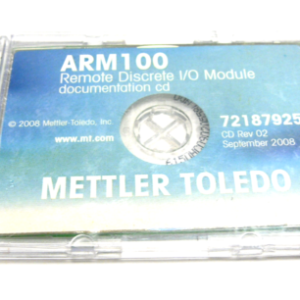 ARM100
Remote Discrete I/O Module
documentation cd
© 2008 Mettler-Toledo, Inc
www.mt.com
72187925
CD Rev 02
September 2008
METTLER TOLEDO